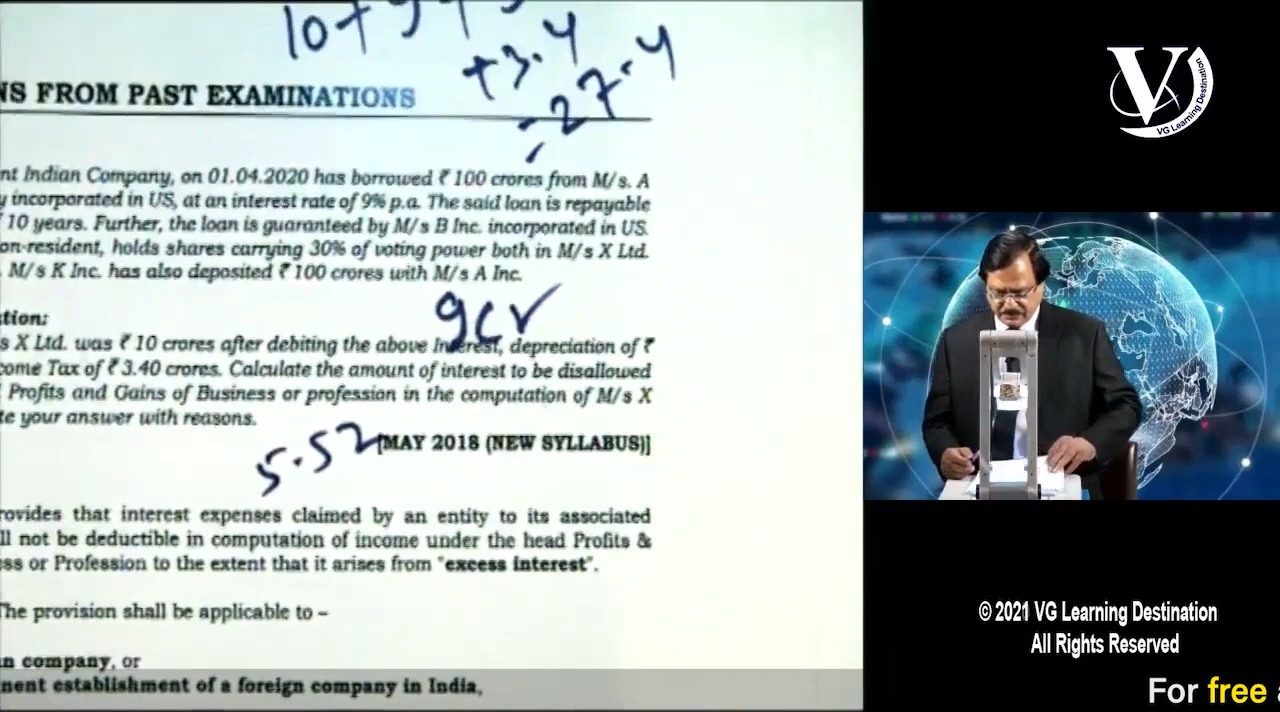 10 + 9 +
+ 3.4
= 27.4
NS FROM PAST EXAMINATIONS
nt Indian Company, on 01.04.2020 has borrowed ₹ 100 crores from M/s. A
y incorporated in US, at an interest rate of 9% p.a. The said loan is repayable
10 years. Further, the loan is guaranteed by M/s B Inc. incorporated in US.
on-resident, holds shares carrying 30% of voting power both in M/s X Ltd.
M/s K Inc. has also deposited ₹ 100 crores with M/s A Inc.
tion:
9cr
s X Ltd. was ₹ 10 crores after debiting the above Interest, depreciation of ₹
ome Tax of ₹ 3.40 crores. Calculate the amount of interest to be disallowed
Profits and Gains of Business or profession in the computation of M/s X
te your answer with reasons.
5.52
[MAY 2018 (NEW SYLLABUS)]
rovides that interest expenses claimed by an entity to its associated
ll not be deductible in computation of income under the head Profits &
ss or Profession to the extent that it arises from "excess interest".
The provision shall be applicable to –
n company, or
nent establishment of a foreign company in India,
V
VG Learning Destination
© 2021 VG Learning Destination
All Rights Reserved
For free